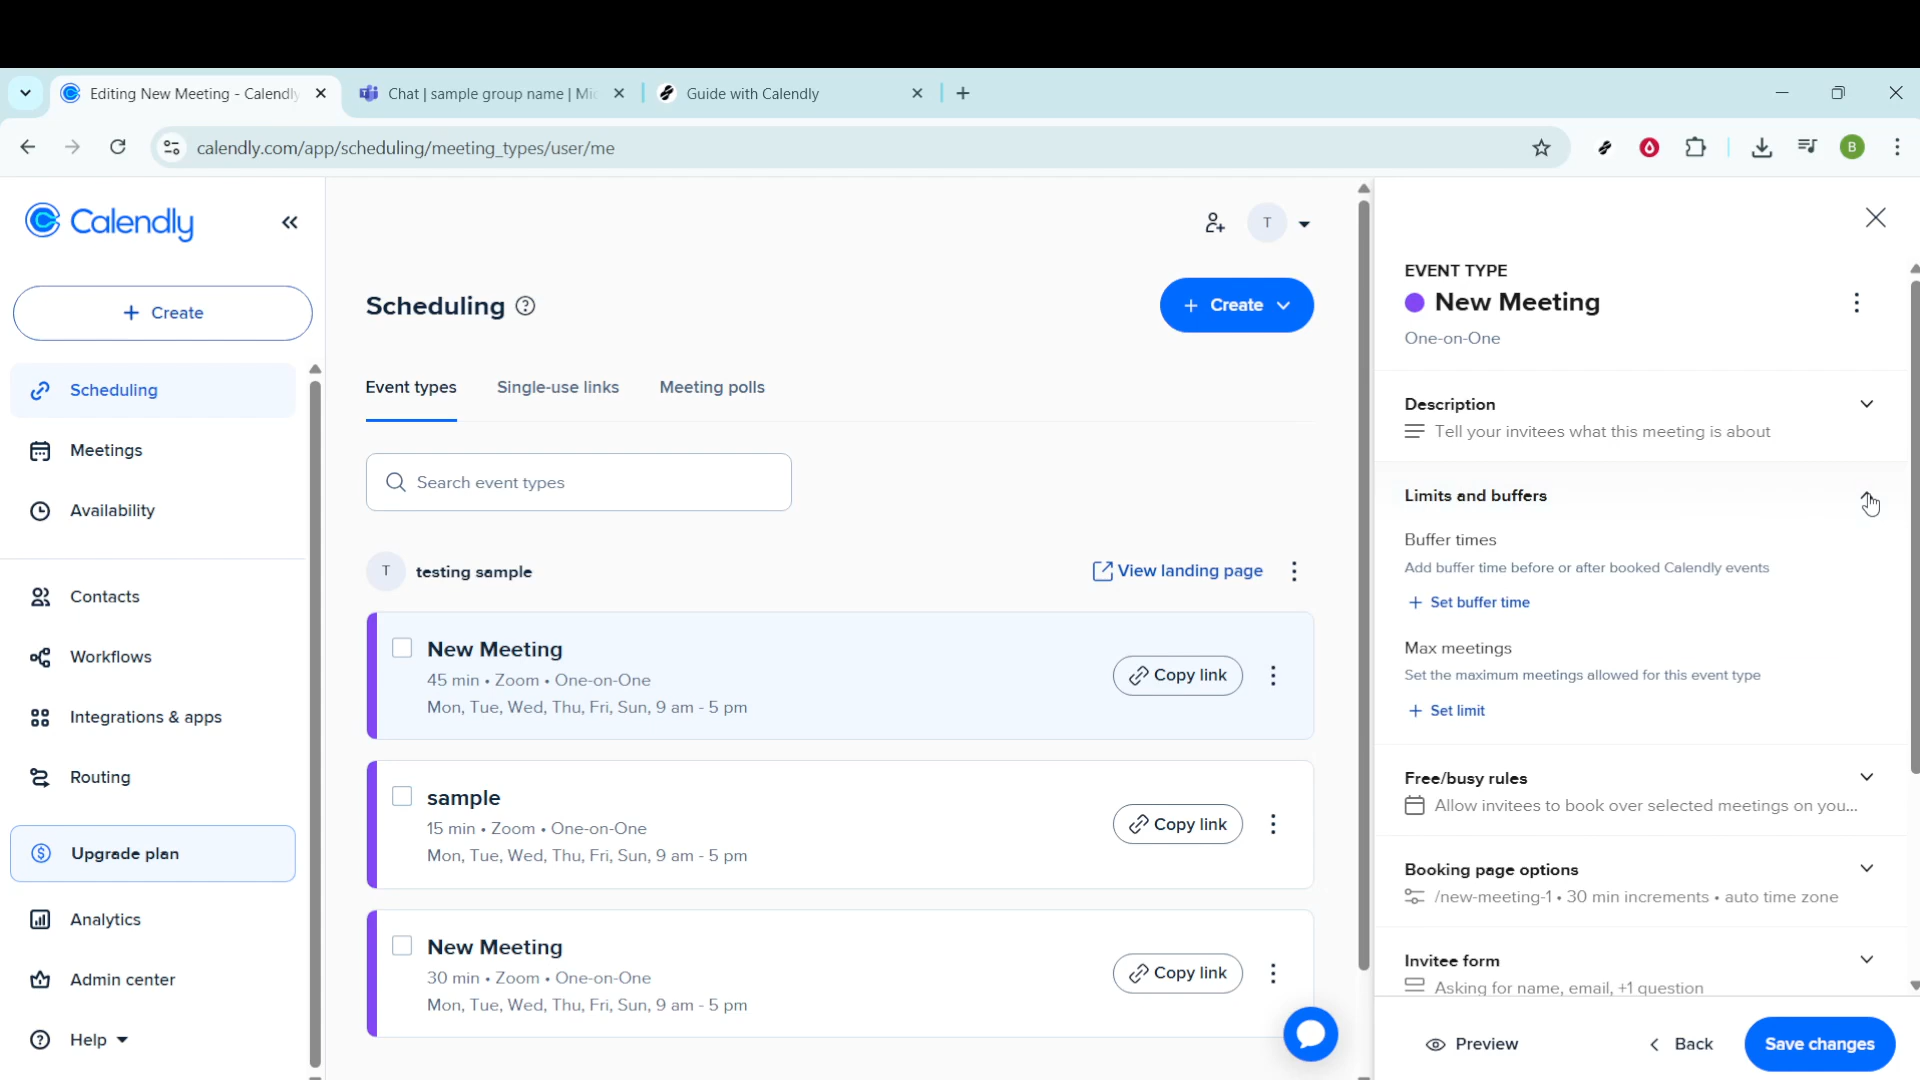 Editing New Meeting - Calendly
Chat | sample group name | Mic
Guide with Calendly
calendly.com/app/scheduling/meeting_types/user/me
B
Calendly
+ Create
Scheduling
Meetings
Availability
Contacts
Workflows
Integrations & apps
Routing
Upgrade plan
Analytics
Admin center
Help
T
Scheduling
+ Create
Event types
Single-use links
Meeting polls
Search event types
T
testing sample
View landing page
New Meeting
45 min • Zoom • One-on-One
Mon, Tue, Wed, Thu, Fri, Sun, 9 am - 5 pm
Copy link
sample
15 min • Zoom • One-on-One
Mon, Tue, Wed, Thu, Fri, Sun, 9 am - 5 pm
Copy link
New Meeting
30 min • Zoom • One-on-One
Mon, Tue, Wed, Thu, Fri, Sun, 9 am - 5 pm
Copy link
EVENT TYPE
New Meeting
One-on-One
Description
Tell your invitees what this meeting is about
Limits and buffers
Buffer times
Add buffer time before or after booked Calendly events
+ Set buffer time
Max meetings
Set the maximum meetings allowed for this event type
+ Set limit
Free/busy rules
Allow invitees to book over selected meetings on you...
Booking page options
/new-meeting-1 • 30 min increments • auto time zone
Invitee form
Asking for name, email, +1 question
Preview
Back
Save changes